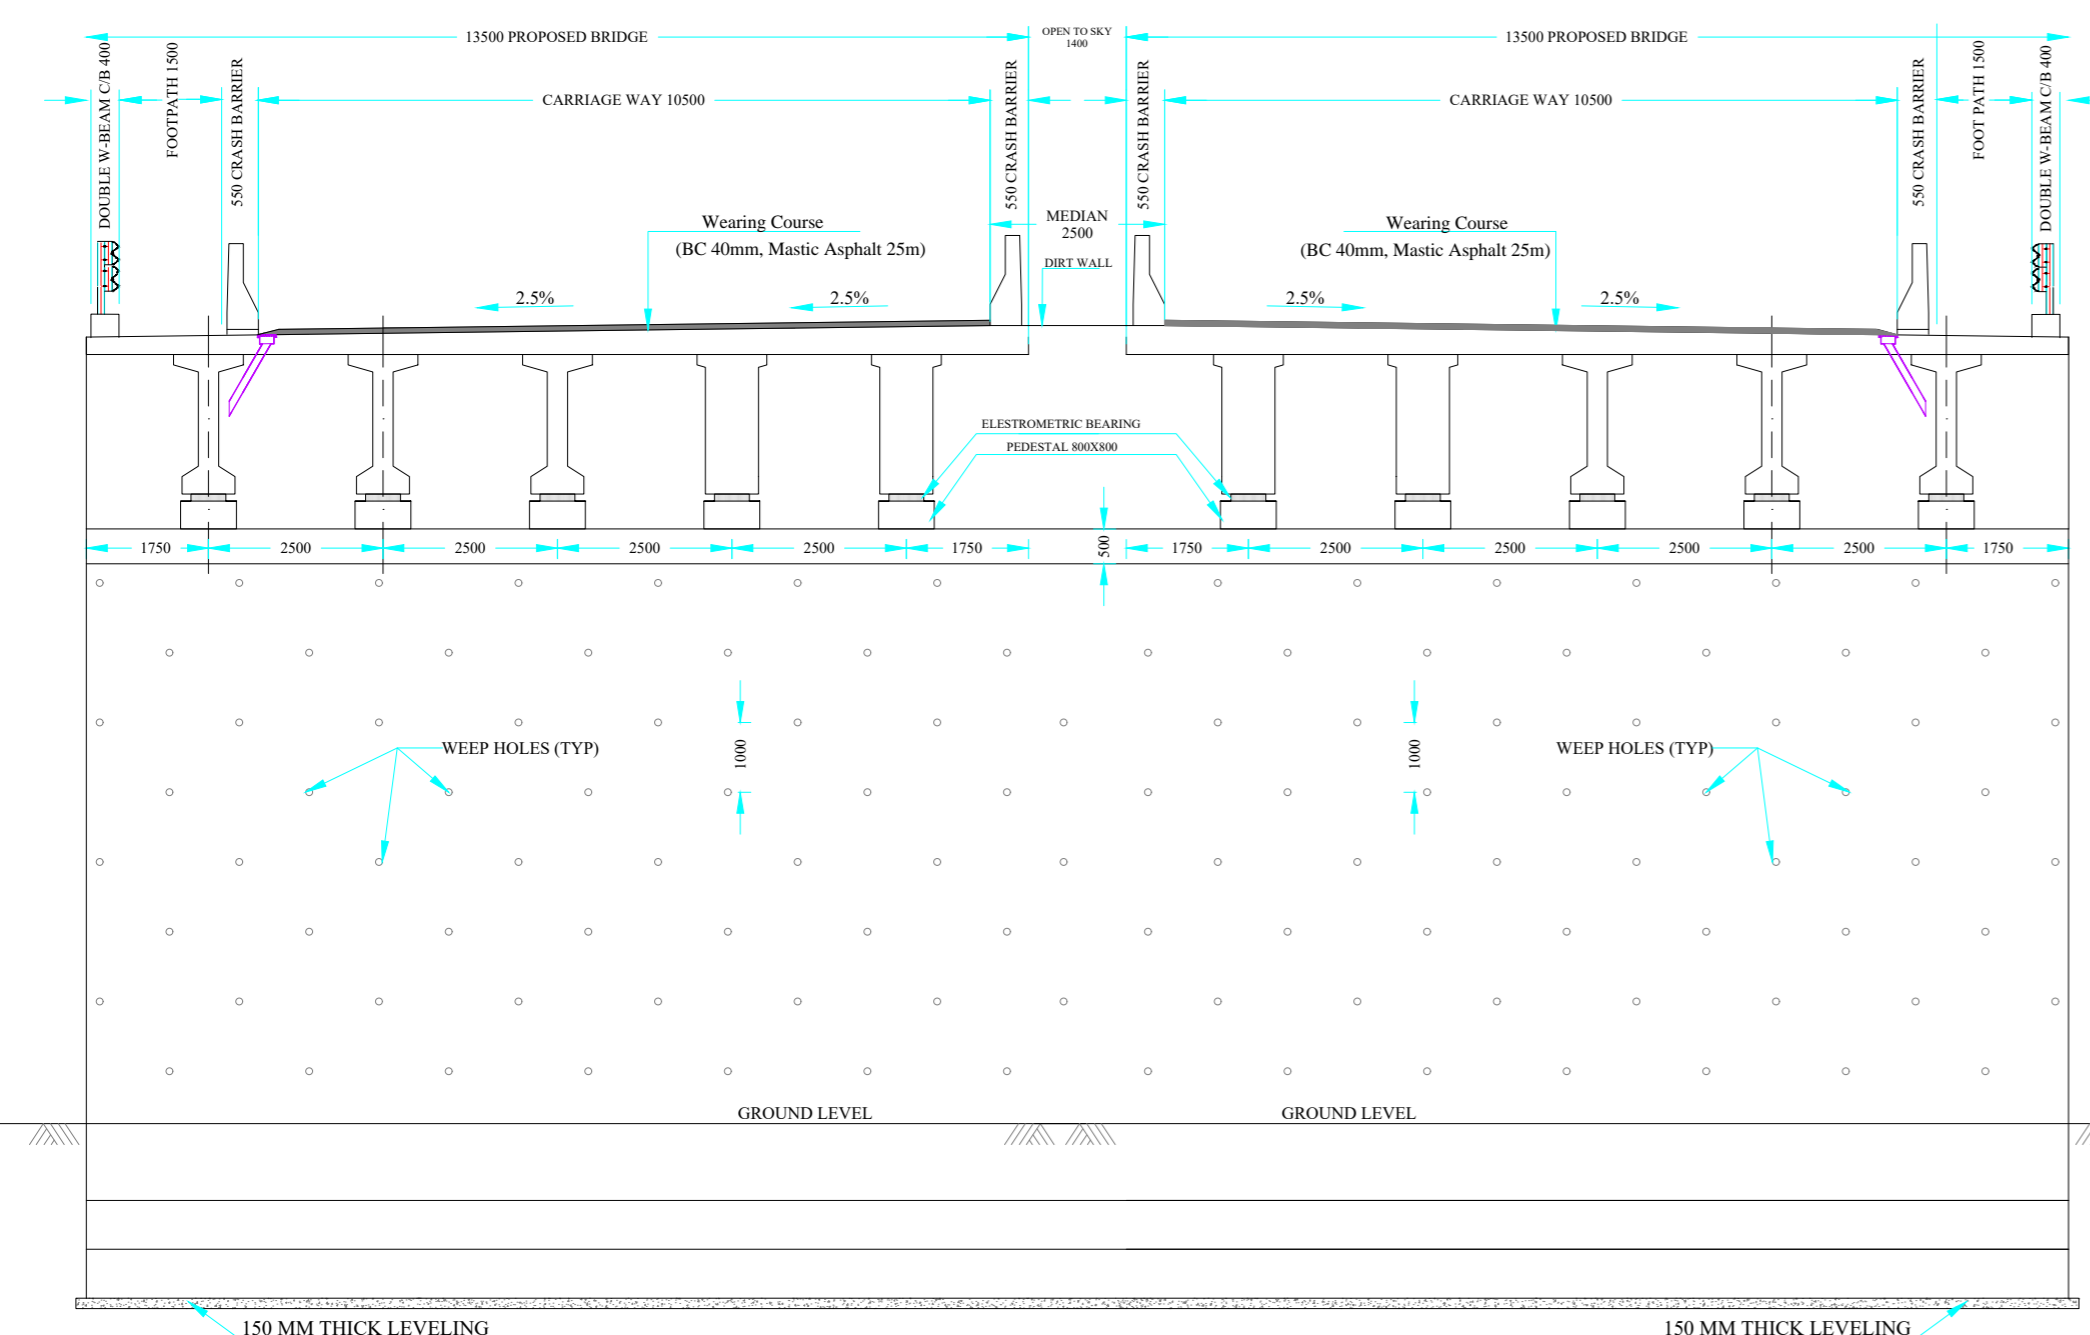 13500 PROPOSED BRIDGE
OPEN TO SKY
1400
13500 PROPOSED BRIDGE
DOUBLE W-BEAM C/B 400
FOOTPATH 1500
550 CRASH BARRIER
CARRIAGE WAY 10500
550 CRASH BARRIER
550 CRASH BARRIER
CARRIAGE WAY 10500
550 CRASH BARRIER
FOOT PATH 1500
DOUBLE W-BEAM C/B 400
Wearing Course
(BC 40mm, Mastic Asphalt 25m)
MEDIAN
2500
DIRT WALL
Wearing Course
(BC 40mm, Mastic Asphalt 25m)
2.5%
2.5%
2.5%
2.5%
ELESTROMETRIC BEARING
PEDESTAL 800X800
1750
2500
2500
2500
2500
1750
500
1750
2500
2500
2500
2500
1750
WEEP HOLES (TYP)
1000
1000
WEEP HOLES (TYP)
GROUND LEVEL
GROUND LEVEL
150 MM THICK LEVELING
150 MM THICK LEVELING